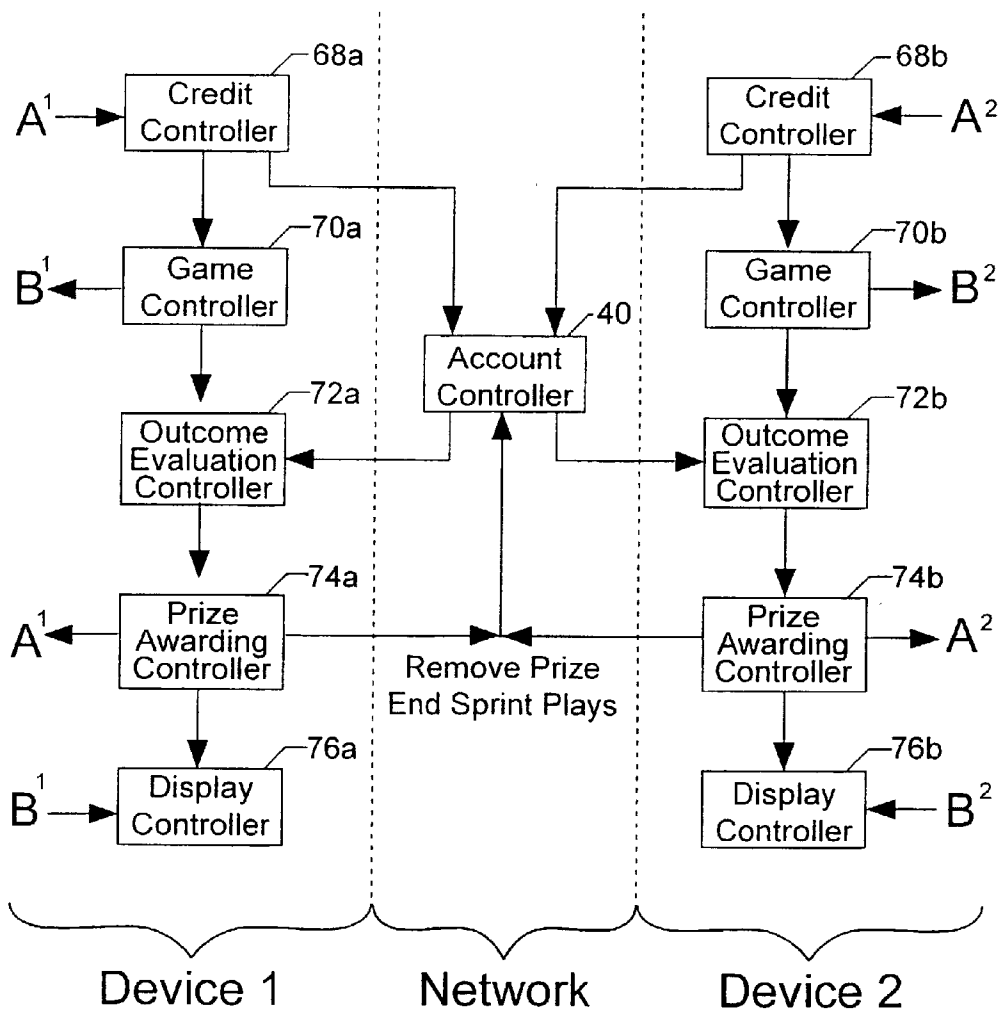 68a
68b
Credit
Controller
Credit
Controller
A1
A2
70a
70b
Game
Controller
Game
Controller
B1
B2
40
Account
Controller
72a
72b
Outcome
Evaluation
Controller
Outcome
Evaluation
Controller
74a
74b
Prize
Awarding
Controller
Prize
Awarding
Controller
A1
A2
Remove Prize
End Sprint Plays
76a
76b
Display
Controller
Display
Controller
B1
B2
Device 1
Network
Device 2